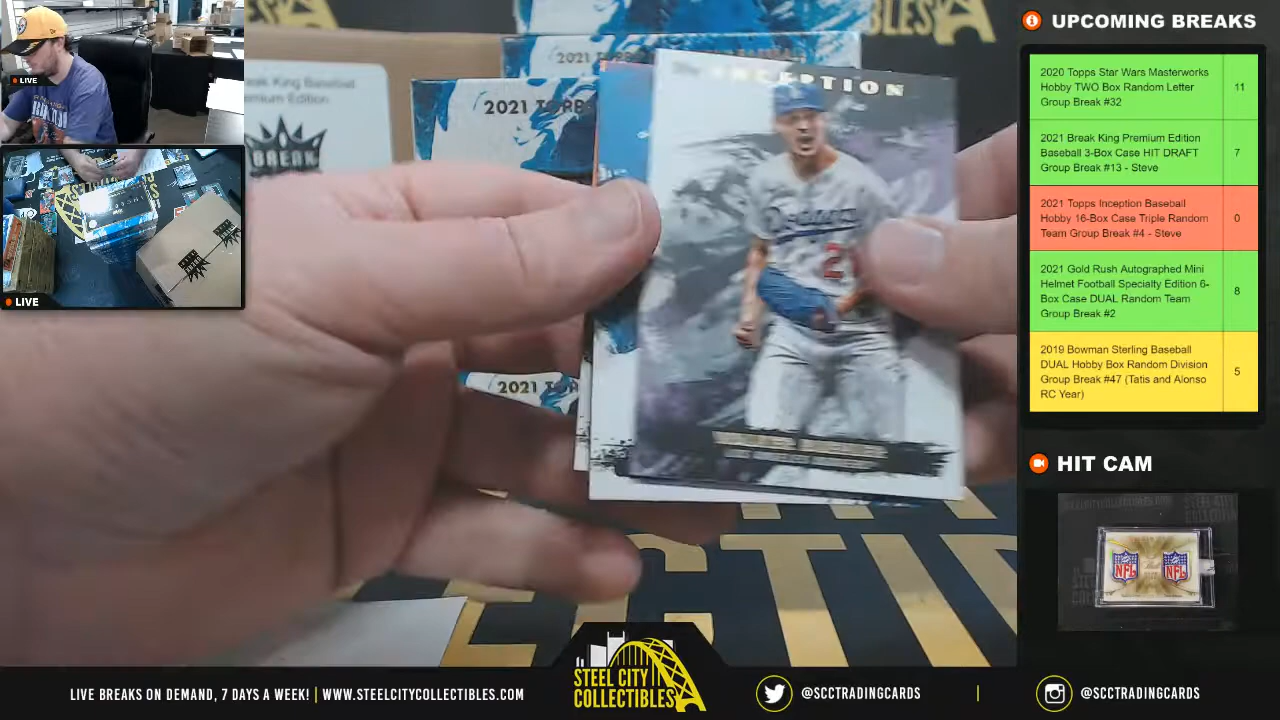 LIVE
LIVE
Break King Baseball
Premium Edition
BREAK
2021 TOPPS
2021 TOPPS
2021 TOPPS
INCEPTION
Dodgers
2
UPCOMING BREAKS
2020 Topps Star Wars Masterworks
Hobby TWO Box Random Letter
Group Break #32
11
2021 Break King Premium Edition
Baseball 3-Box Case HIT DRAFT
Group Break #13 - Steve
7
2021 Topps Inception Baseball
Hobby 16-Box Case Triple Random
Team Group Break #4 - Steve
0
2021 Gold Rush Autographed Mini
Helmet Football Specialty Edition 6-
Box Case DUAL Random Team
Group Break #2
8
2019 Bowman Sterling Baseball
DUAL Hobby Box Random Division
Group Break #47 (Tatis and Alonso
RC Year)
5
HIT CAM
NFL
NFL
LIVE BREAKS ON DEMAND, 7 DAYS A WEEK! | WWW.STEELCITYCOLLECTIBLES.COM
STEEL CITY
COLLECTIBLES
@SCCTRADINGCARDS
@SCCTRADINGCARDS